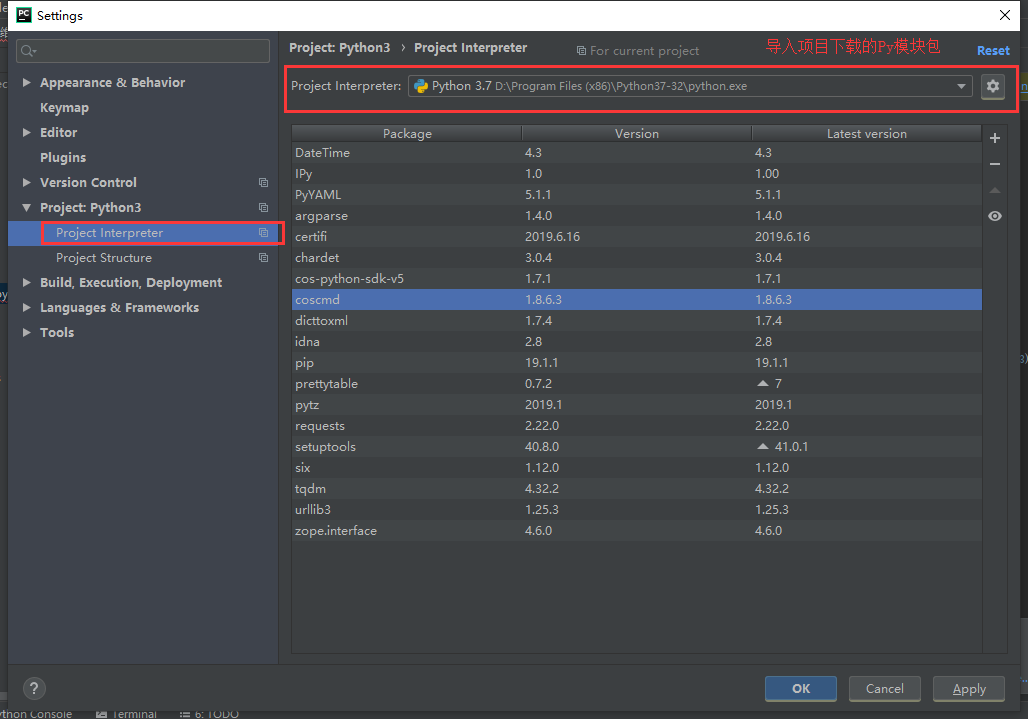 PC Settings
Project: Python3 › Project Interpreter
For current project
导入项目下载的Py模块包
Reset
Appearance & Behavior
Keymap
Editor
Plugins
Version Control
Project: Python3
Project Interpreter
Project Structure
Build, Execution, Deployment
Languages & Frameworks
Tools
Project Interpreter: Python 3.7 D:\Program Files (x86)\Python37-32\python.exe
Package Version Latest version
DateTime 4.3 4.3
IPy 1.0 1.00
PyYAML 5.1.1 5.1.1
argparse 1.4.0 1.4.0
certifi 2019.6.16 2019.6.16
chardet 3.0.4 3.0.4
cos-python-sdk-v5 1.7.1 1.7.1
coscmd 1.8.6.3 1.8.6.3
dicttoxml 1.7.4 1.7.4
idna 2.8 2.8
pip 19.1.1 19.1.1
prettytable 0.7.2 7
pytz 2019.1 2019.1
requests 2.22.0 2.22.0
setuptools 40.8.0 41.0.1
six 1.12.0 1.12.0
tqdm 4.32.2 4.32.2
urllib3 1.25.3 1.25.3
zope.interface 4.6.0 4.6.0
?
OK Cancel Apply
ython Console Terminal 6: TODO